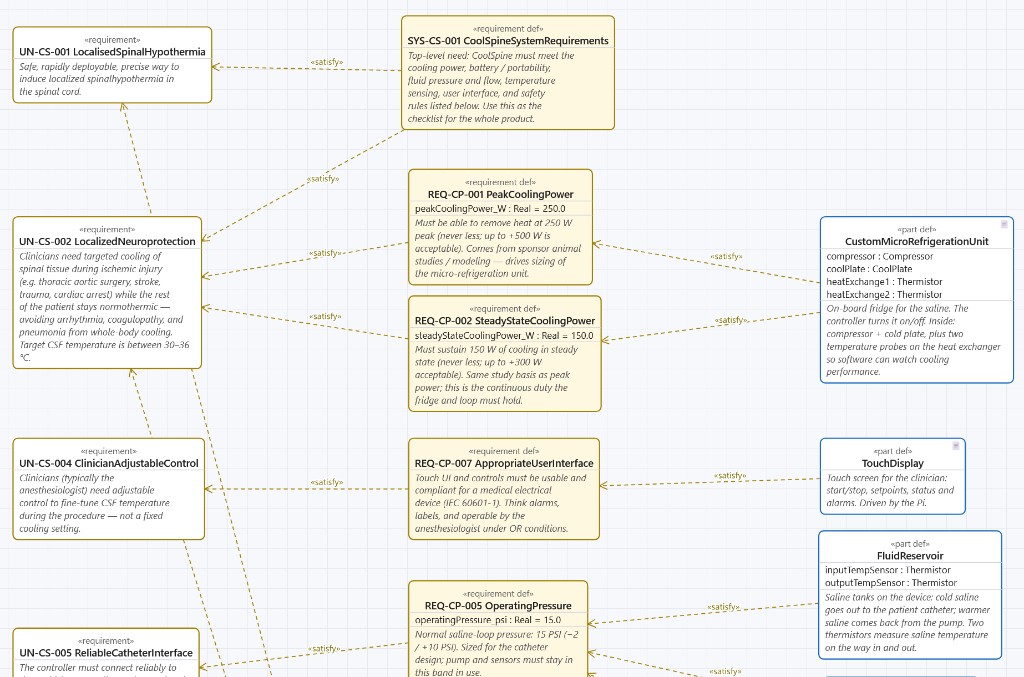 «requirement»
UN-CS-001 LocalisedSpinalHypothermia
Safe, rapidly deployable, precise way to
induce localized spinalhypothermia in
the spinal cord.
«satisfy»
«requirement def»
SYS-CS-001 CoolSpineSystemRequirements
Top-level need: CoolSpine must meet the
cooling power, battery / portability,
fluid pressure and flow, temperature
sensing, user interface, and safety
rules listed below. Use this as the
checklist for the whole product.
«satisfy»
«requirement»
UN-CS-002 LocalizedNeuroprotection
Clinicians need targeted cooling of
spinal tissue during ischemic injury
(e.g. thoracic aortic surgery, stroke,
trauma, cardiac arrest) while the rest
of the patient stays normothermic —
avoiding arrhythmia, coagulopathy, and
pneumonia from whole-body cooling.
Target CSF temperature is between 30–36
°C.
«satisfy»
«satisfy»
«requirement def»
REQ-CP-001 PeakCoolingPower
peakCoolingPower_W : Real = 250.0
Must be able to remove heat at 250 W
peak (never less; up to +500 W is
acceptable). Comes from sponsor animal
studies / modeling — drives sizing of
the micro-refrigeration unit.
«requirement def»
REQ-CP-002 SteadyStateCoolingPower
steadyStateCoolingPower_W : Real = 150.0
Must sustain 150 W of cooling in steady
state (never less; up to +300 W
acceptable). Same study basis as peak
power; this is the continuous duty the
fridge and loop must hold.
«satisfy»
«satisfy»
«part def»
CustomMicroRefrigerationUnit
compressor : Compressor
coolPlate : CoolPlate
heatExchange1 : Thermistor
heatExchange2 : Thermistor
On-board fridge for the saline. The
controller turns it on/off. Inside:
compressor + cold plate, plus two
temperature probes on the heat exchanger
so software can watch cooling
performance.
«requirement»
UN-CS-004 ClinicianAdjustableControl
Clinicians (typically the
anesthesiologist) need adjustable
control to fine-tune CSF temperature
during the procedure — not a fixed
cooling setting.
«satisfy»
«requirement def»
REQ-CP-007 AppropriateUserInterface
Touch UI and controls must be usable and
compliant for a medical electrical
device (IEC 60601-1). Think alarms,
labels, and operable by the
anesthesiologist under OR conditions.
«satisfy»
«part def»
TouchDisplay
Touch screen for the clinician:
start/stop, setpoints, status and
alarms. Driven by the PI.
«part def»
FluidReservoir
inputTempSensor : Thermistor
outputTempSensor : Thermistor
Saline tanks on the device: cold saline
goes out to the patient catheter; warmer
saline comes back from the pump. Two
thermistors measure saline temperature
on the way in and out.
«satisfy»
«requirement def»
REQ-CP-005 OperatingPressure
operatingPressure_psi : Real = 15.0
Normal saline-loop pressure: 15 PSI (−2
/ +10 PSI). Sized for the catheter
design; pump and sensors must stay in
this band in use.
«satisfy»
«requirement»
UN-CS-005 ReliableCatheterInterface
The controller must connect reliably to
«satisfy»